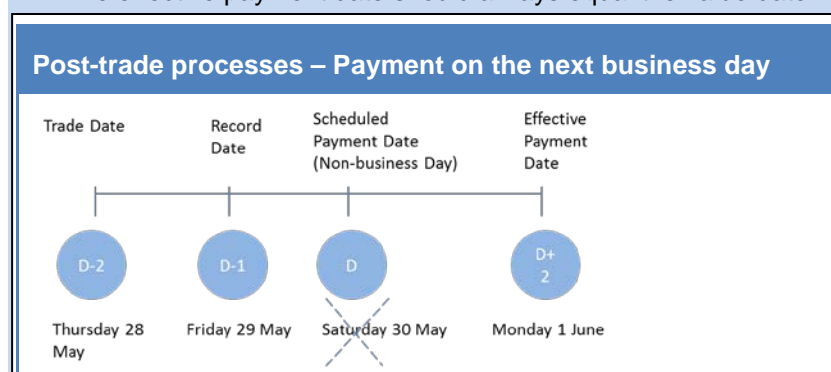 Post-trade processes – Payment on the next business day
Trade Date
Record
Date
Scheduled
Payment Date
(Non-business Day)
Effective
Payment
Date
D-2
D-1
D
D+
2
Thursday 28
May
Friday 29 May
Saturday 30 May
Monday 1 June